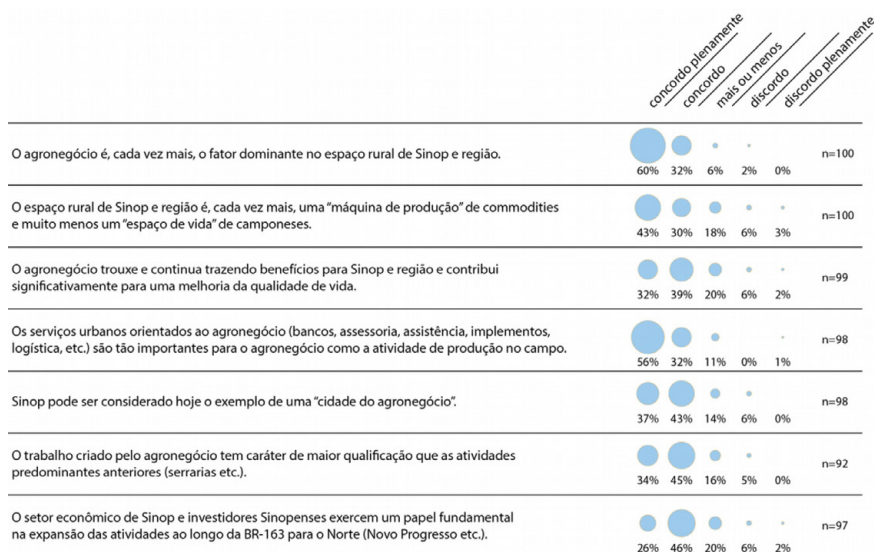 concordo plenamente
concordo
mais ou menos
discordo
discordo plenamente
O agronegócio é, cada vez mais, o fator dominante no espaço rural de Sinop e região.
60% 32% 6% 2% 0%
n=100
O espaço rural de Sinop e região é, cada vez mais, uma "máquina de produção" de commodities
e muito menos um "espaço de vida" de camponeses.
43% 30% 18% 6% 3%
n=100
O agronegócio trouxe e continua trazendo benefícios para Sinop e região e contribui
significativamente para uma melhoria da qualidade de vida.
32% 39% 20% 6% 2%
n=99
Os serviços urbanos orientados ao agronegócio (bancos, assessoria, assistência, implementos,
logística, etc.) são tão importantes para o agronegócio como a atividade de produção no campo.
56% 32% 11% 0% 1%
n=98
Sinop pode ser considerado hoje o exemplo de uma "cidade do agronegócio".
37% 43% 14% 6% 0%
n=98
O trabalho criado pelo agronegócio tem caráter de maior qualificação que as atividades
predominantes anteriores (serrarias etc.).
34% 45% 16% 5% 0%
n=92
O setor econômico de Sinop e investidores Sinopenses exercem um papel fundamental
na expansão das atividades ao longo da BR-163 para o Norte (Novo Progresso etc.).
26% 46% 20% 6% 2%
n=97